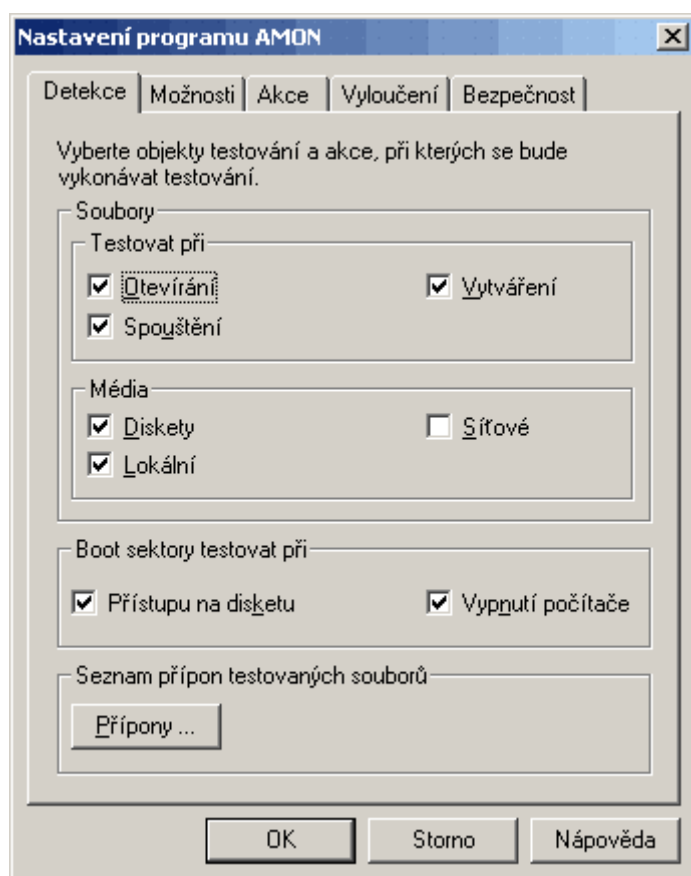 Nastavení programu AMON
Detekce Možnosti Akce Vyloučení Bezpečnost
Vyberte objekty testování a akce, při kterých se bude
vykonávat testování.
Soubory
Testovat při
Otevírání Vytváření
Spouštění
Média
Diskety Síťové
Lokální
Boot sektory testovat při
Přístupu na disketu Vypnutí počítače
Seznam přípon testovaných souborů
Přípony ...
OK Storno Nápověda